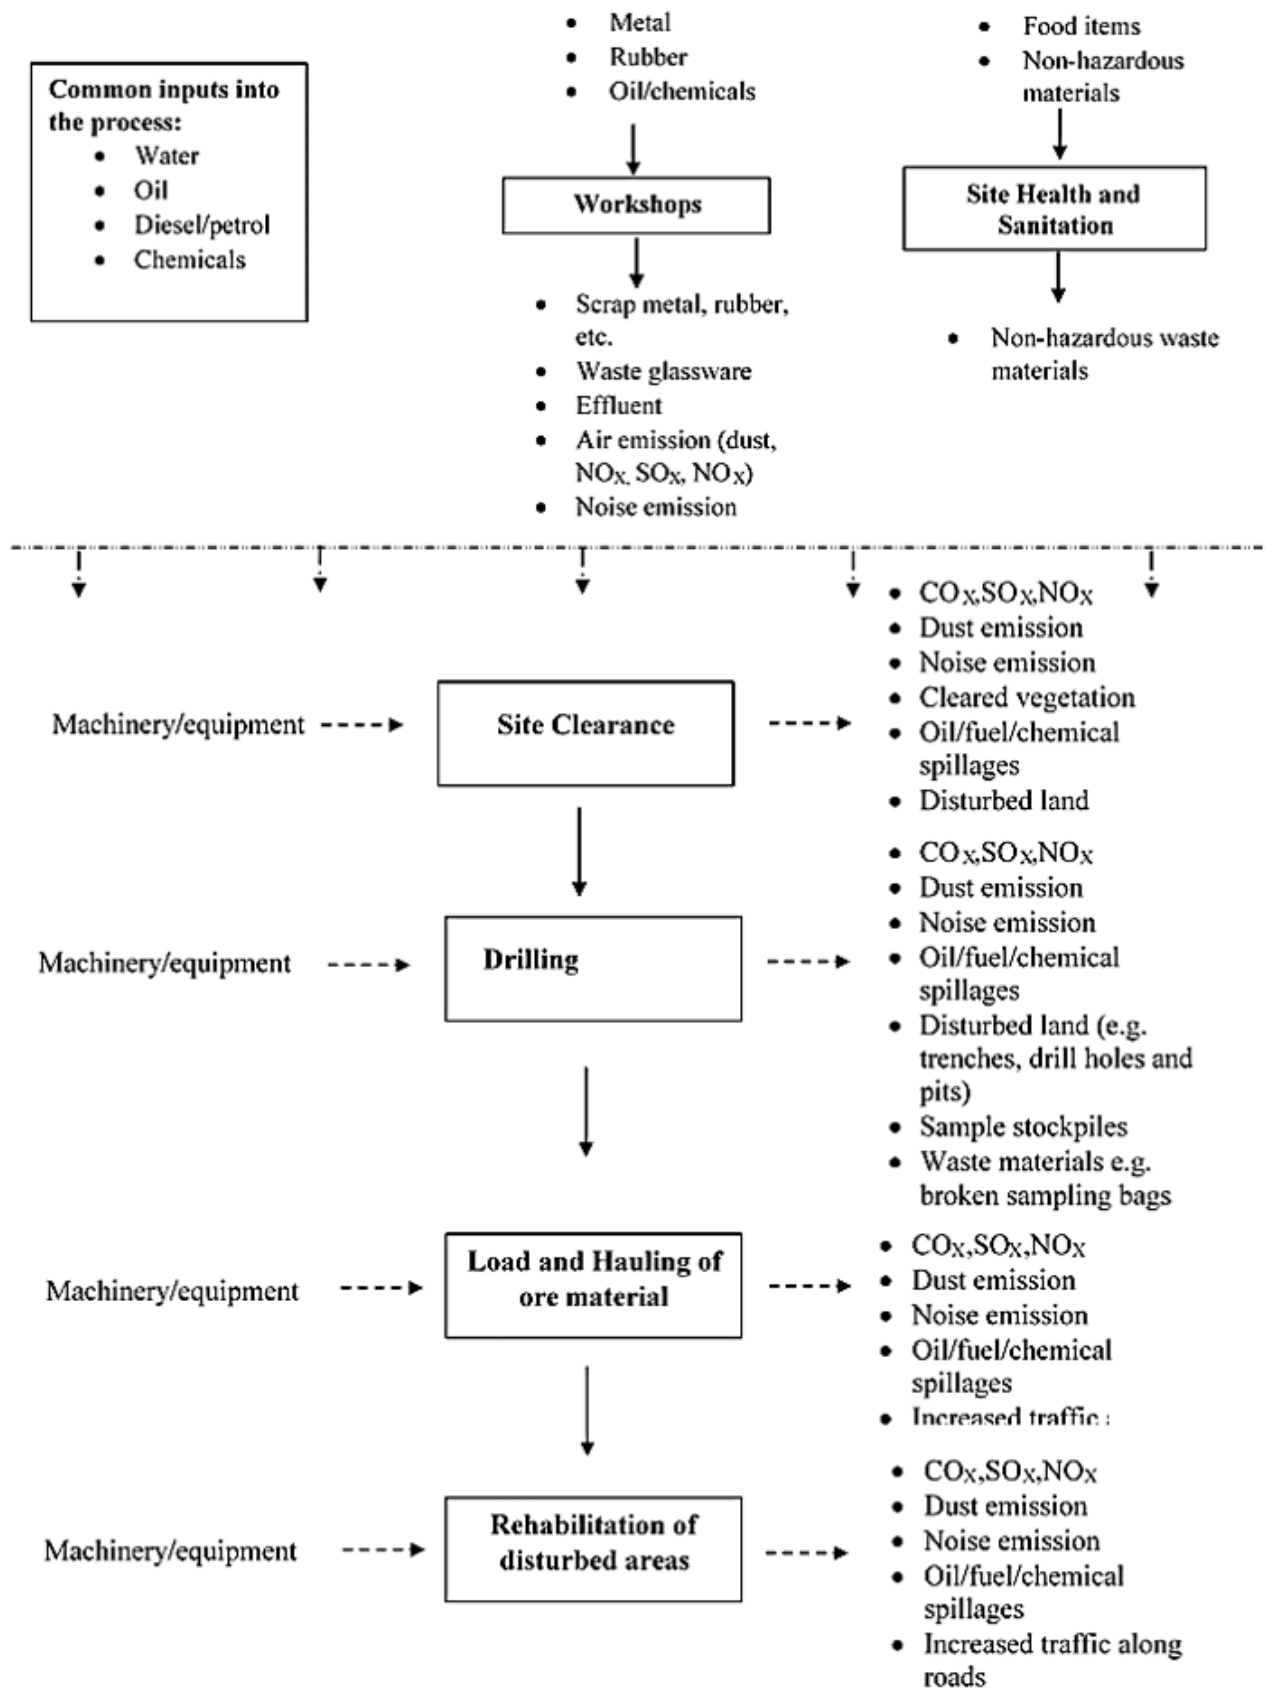 Common inputs into
the process:
• Water
• Oil
• Diesel/petrol
• Chemicals
• Metal
• Rubber
• Oil/chemicals
Workshops
• Scrap metal, rubber,
etc.
• Waste glassware
• Effluent
• Air emission (dust,
NOX, SOX, NOX)
• Noise emission
• Food items
• Non-hazardous
materials
Site Health and
Sanitation
• Non-hazardous waste
materials
Machinery/equipment
Site Clearance
• COX,SOX,NOX
• Dust emission
• Noise emission
• Cleared vegetation
• Oil/fuel/chemical
spillages
• Disturbed land
Machinery/equipment
Drilling
• COX,SOX,NOX
• Dust emission
• Noise emission
• Oil/fuel/chemical
spillages
• Disturbed land (e.g.
trenches, drill holes and
pits)
• Sample stockpiles
• Waste materials e.g.
broken sampling bags
Machinery/equipment
Load and Hauling of
ore material
• COX,SOX,NOX
• Dust emission
• Noise emission
• Oil/fuel/chemical
spillages
• Increased traffic
Machinery/equipment
Rehabilitation of
disturbed areas
• COX,SOX,NOX
• Dust emission
• Noise emission
• Oil/fuel/chemical
spillages
• Increased traffic along
roads